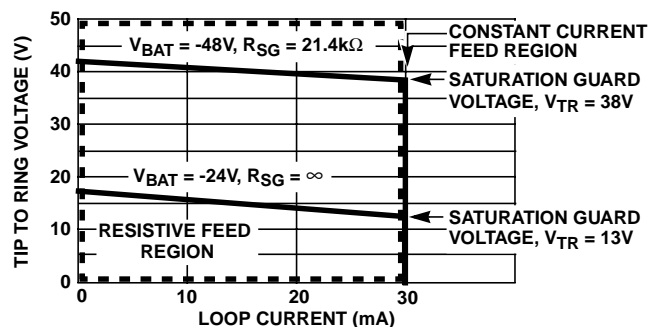 50
40
30
20
10
0
TIP TO RING VOLTAGE (V)
V_BAT = -48V, R_SG = 21.4kΩ
V_BAT = -24V, R_SG = ∞
RESISTIVE FEED
REGION
CONSTANT CURRENT
FEED REGION
SATURATION GUARD
VOLTAGE, V_TR = 38V
SATURATION GUARD
VOLTAGE, V_TR = 13V
0 10 20 30
LOOP CURRENT (mA)